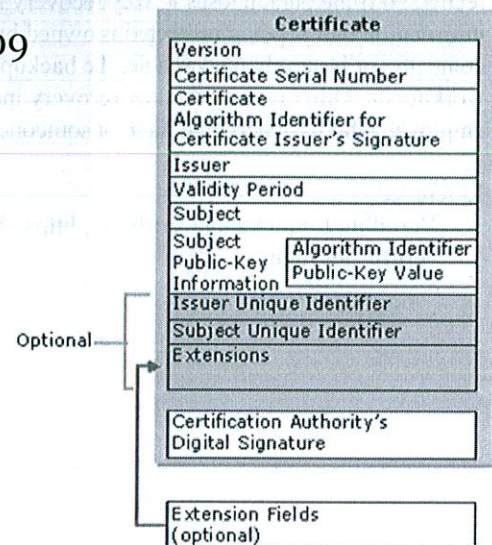 99
Certificate
Version
Certificate Serial Number
Certificate
Algorithm Identifier for
Certificate Issuer's Signature
Issuer
Validity Period
Subject
Subject
Public-Key
Information
Algorithm Identifier
Public-Key Value
Issuer Unique Identifier
Subject Unique Identifier
Extensions
Optional
Certification Authority's
Digital Signature
Extension Fields
(optional)